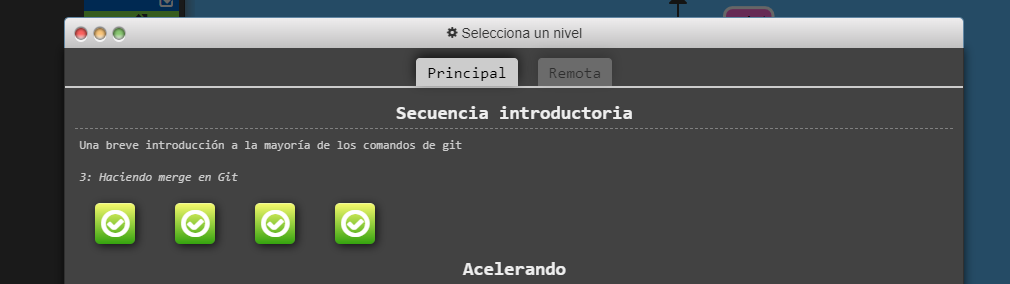 Selecciona un nivel
Principal Remota
Secuencia introductoria
Una breve introducción a la mayoría de los comandos de git
3: Haciendo merge en Git
Acelerando